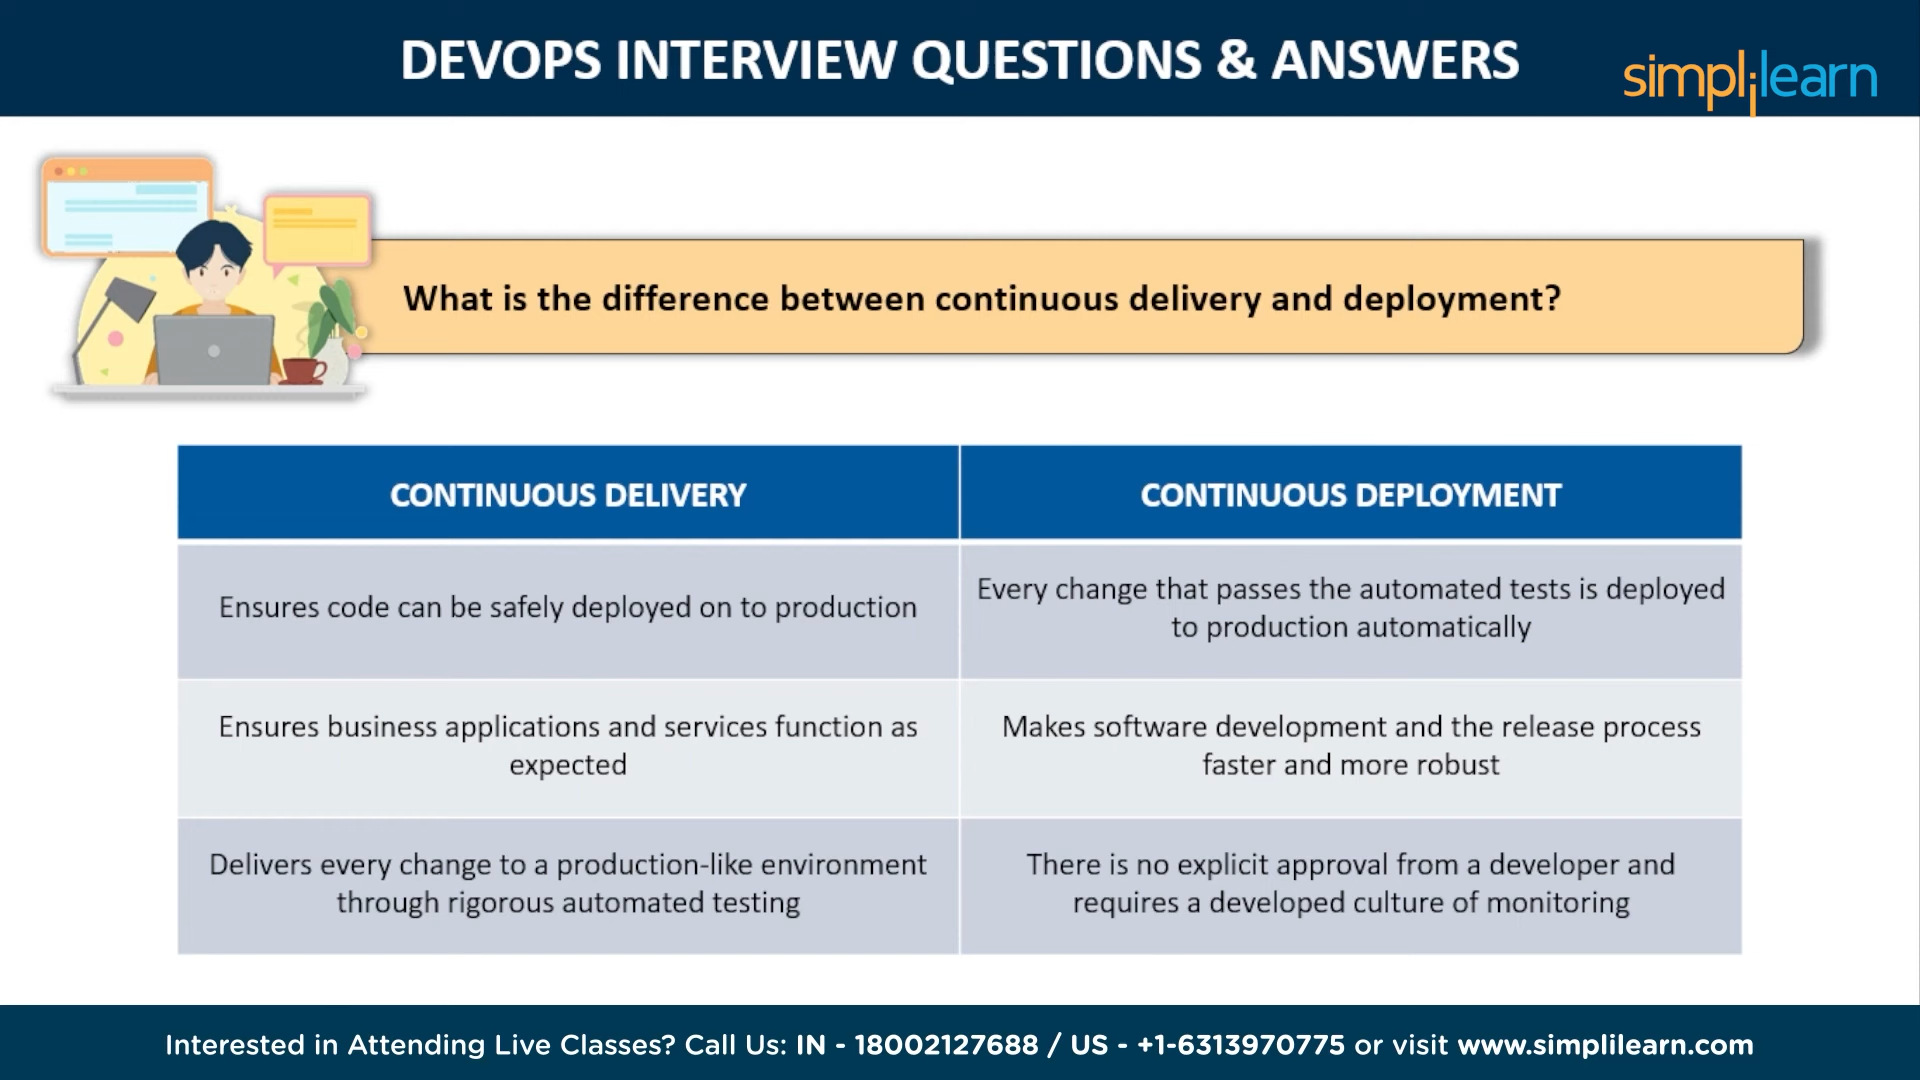 DEVOPS INTERVIEW QUESTIONS & ANSWERS
simplilearn
What is the difference between continuous delivery and deployment?
CONTINUOUS DELIVERY
CONTINUOUS DEPLOYMENT
Ensures code can be safely deployed on to production
Every change that passes the automated tests is deployed
to production automatically
Ensures business applications and services function as
expected
Makes software development and the release process
faster and more robust
Delivers every change to a production-like environment
through rigorous automated testing
There is no explicit approval from a developer and
requires a developed culture of monitoring
Interested in Attending Live Classes? Call Us: IN - 18002127688 / US - +1-6313970775 or visit www.simplilearn.com